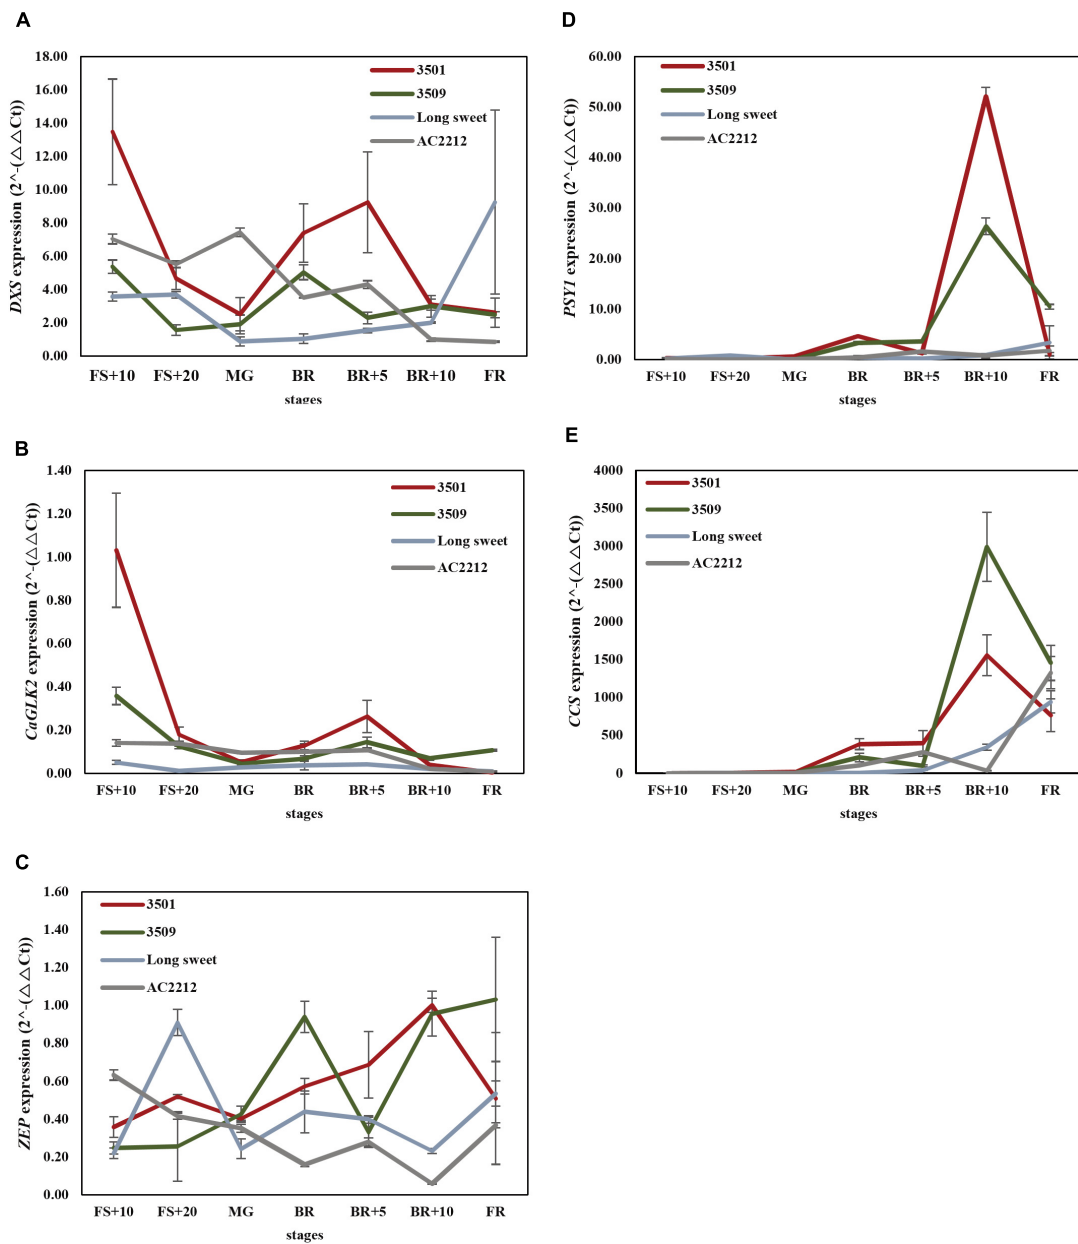 A
DXS expression (2^-(△△Ct))
18.00
16.00
14.00
12.00
10.00
8.00
6.00
4.00
2.00
0.00
3501
3509
Long sweet
AC2212
FS+10 FS+20 MG BR BR+5 BR+10 FR
stages
B
CaGLK2 expression (2^-(△△Ct))
1.40
1.20
1.00
0.80
0.60
0.40
0.20
0.00
3501
3509
Long sweet
AC2212
FS+10 FS+20 MG BR BR+5 BR+10 FR
stages
C
ZEP expression (2^-(△△Ct))
1.60
1.40
1.20
1.00
0.80
0.60
0.40
0.20
0.00
3501
3509
Long sweet
AC2212
FS+10 FS+20 MG BR BR+5 BR+10 FR
stages
D
PSY1 expression (2^-(△△Ct))
60.00
50.00
40.00
30.00
20.00
10.00
0.00
3501
3509
Long sweet
AC2212
FS+10 FS+20 MG BR BR+5 BR+10 FR
stages
E
CCS expression (2^-(△△Ct))
4000
3500
3000
2500
2000
1500
1000
500
0
3501
3509
Long sweet
AC2212
FS+10 FS+20 MG BR BR+5 BR+10 FR
stages